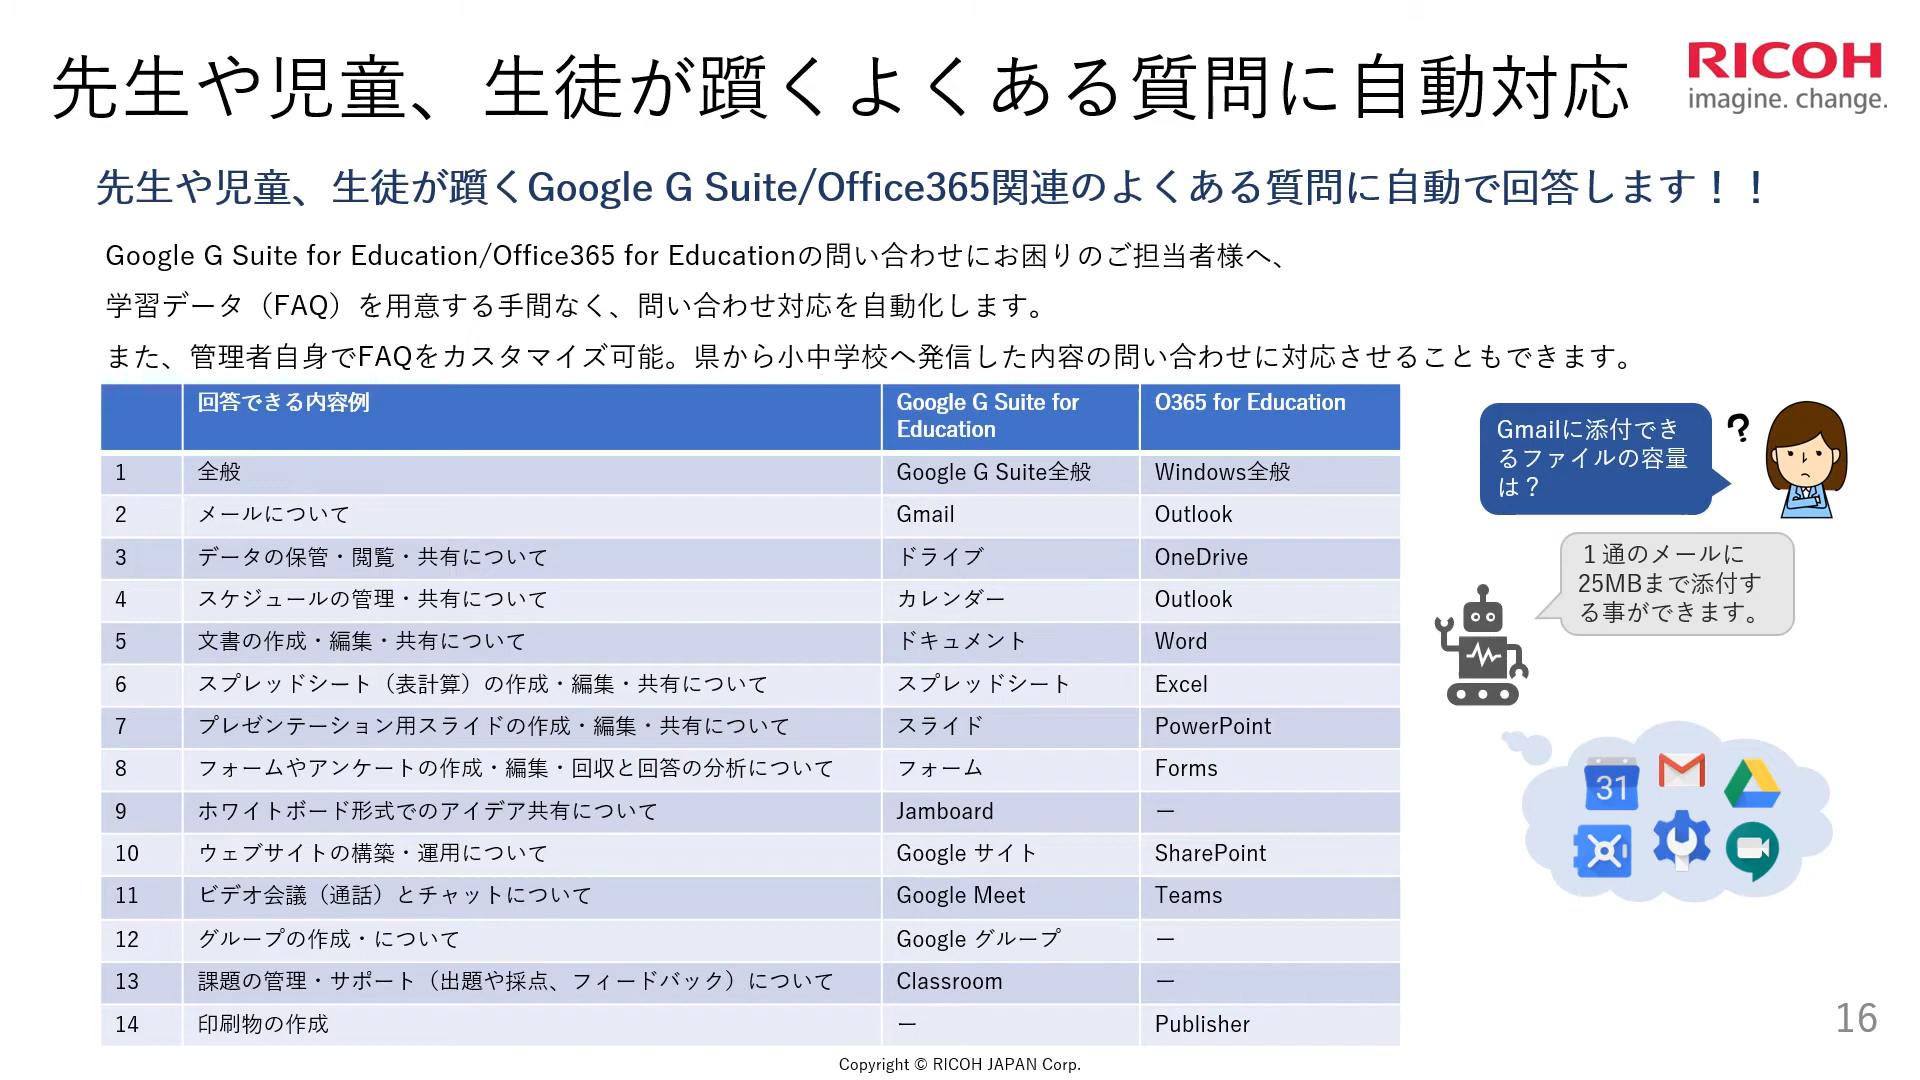 先生や児童、生徒が躓くよくある質問に自動対応
RICOH
imagine. change.
先生や児童、生徒が躓くGoogle G Suite/Office365関連のよくある質問に自動で回答します！！
Google G Suite for Education/Office365 for Educationの問い合わせにお困りのご担当者様へ、
学習データ（FAQ）を用意する手間なく、問い合わせ対応を自動化します。
また、管理者自身でFAQをカスタマイズ可能。県から小中学校へ発信した内容の問い合わせに対応させることもできます。
回答できる内容例 Google G Suite for Education O365 for Education
1 全般 Google G Suite全般 Windows全般
2 メールについて Gmail Outlook
3 データの保管・閲覧・共有について ドライブ OneDrive
4 スケジュールの管理・共有について カレンダー Outlook
5 文書の作成・編集・共有について ドキュメント Word
6 スプレッドシート（表計算）の作成・編集・共有について スプレッドシート Excel
7 プレゼンテーション用スライドの作成・編集・共有について スライド PowerPoint
8 フォームやアンケートの作成・編集・回収と回答の分析について フォーム Forms
9 ホワイトボード形式でのアイデア共有について Jamboard ー
10 ウェブサイトの構築・運用について Google サイト SharePoint
11 ビデオ会議（通話）とチャットについて Google Meet Teams
12 グループの作成・について Google グループ ー
13 課題の管理・サポート（出題や採点、フィードバック）について Classroom ー
14 印刷物の作成 ー Publisher
Gmailに添付でき
るファイルの容量
は？
?
１通のメールに
25MBまで添付す
る事ができます。
31
16
Copyright © RICOH JAPAN Corp.